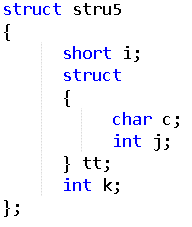 struct stru5
{
short i;
struct
{
char c;
int j;
} tt;
int k;
};